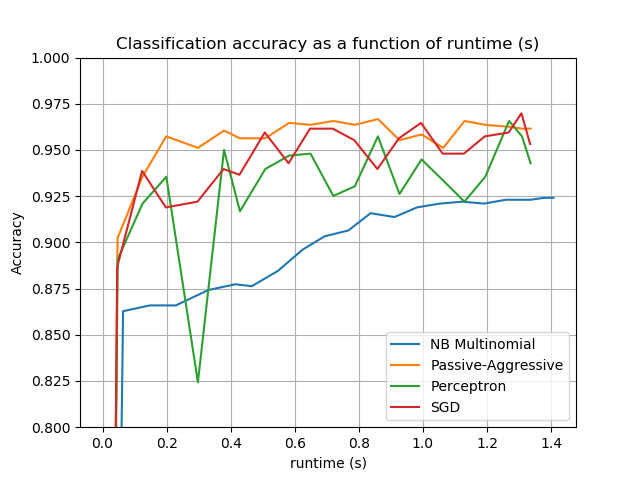 Classification accuracy as a function of runtime (s)
1.000
0.975
0.950
0.925
0.900
0.875
0.850
0.825
0.800
Accuracy
NB Multinomial
Passive-Aggressive
Perceptron
SGD
0.0 0.2 0.4 0.6 0.8 1.0 1.2 1.4
runtime (s)